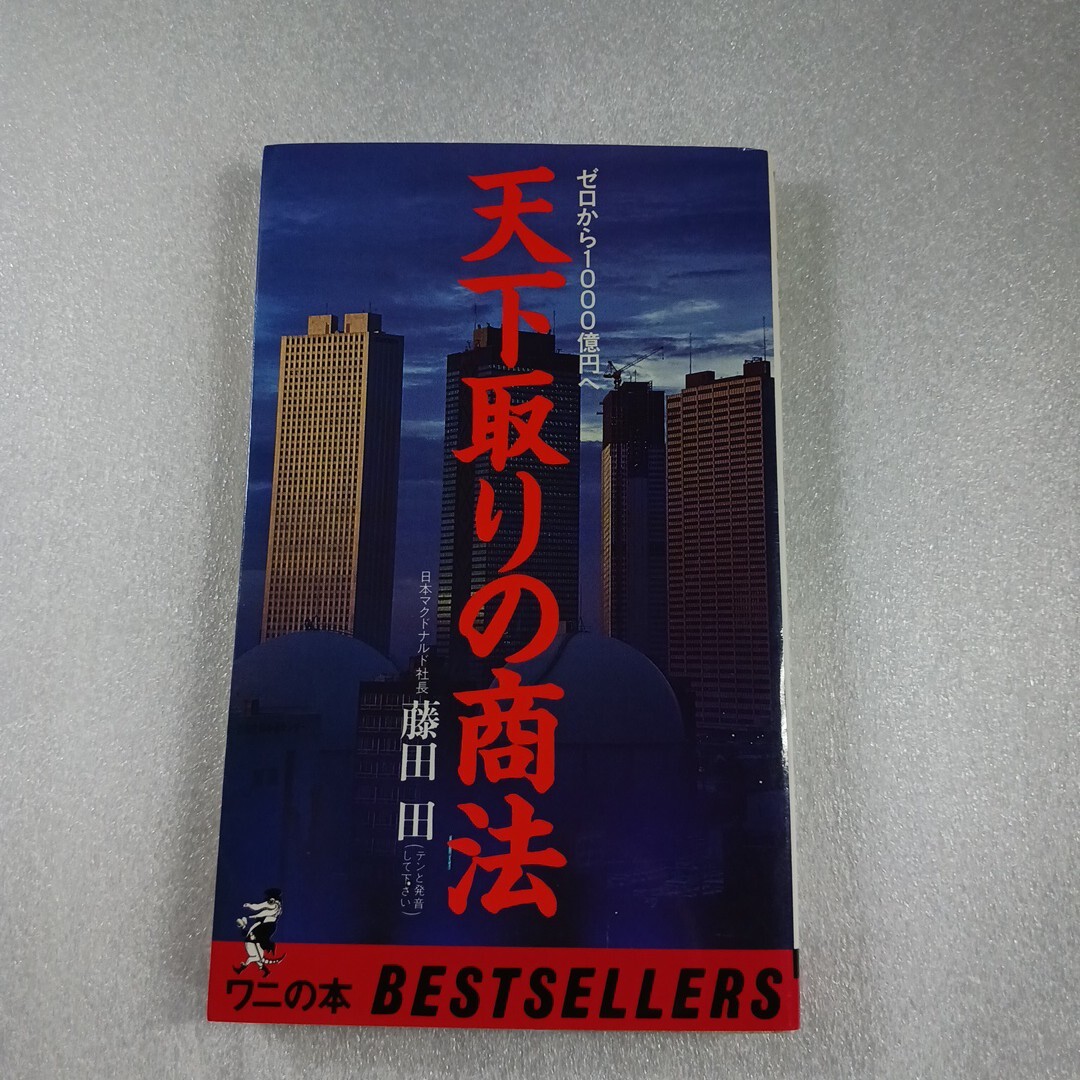 ゼロから1000億円へ
天下取りの商法
日本マクドナルド社長
藤田 田
(テンと発音
して下さい)
ワニの本
BESTSELLERS